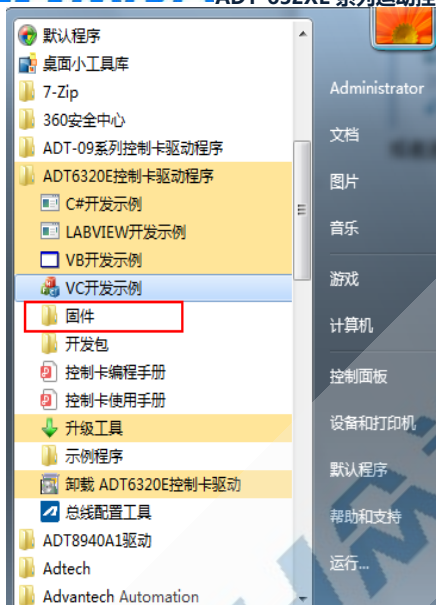 默认程序
桌面小工具库
7-Zip
360安全中心
ADT-09系列控制卡驱动程序
ADT6320E控制卡驱动程序
C#开发示例
LABVIEW开发示例
VB开发示例
VC开发示例
固件
开发包
控制卡编程手册
控制卡使用手册
升级工具
示例程序
卸载 ADT6320E控制卡驱动
总线配置工具
ADT8940A1驱动
Adtech
Advantech Automation
Administrator
文档
图片
音乐
游戏
计算机
控制面板
设备和打印机
默认程序
帮助和支持
运行...